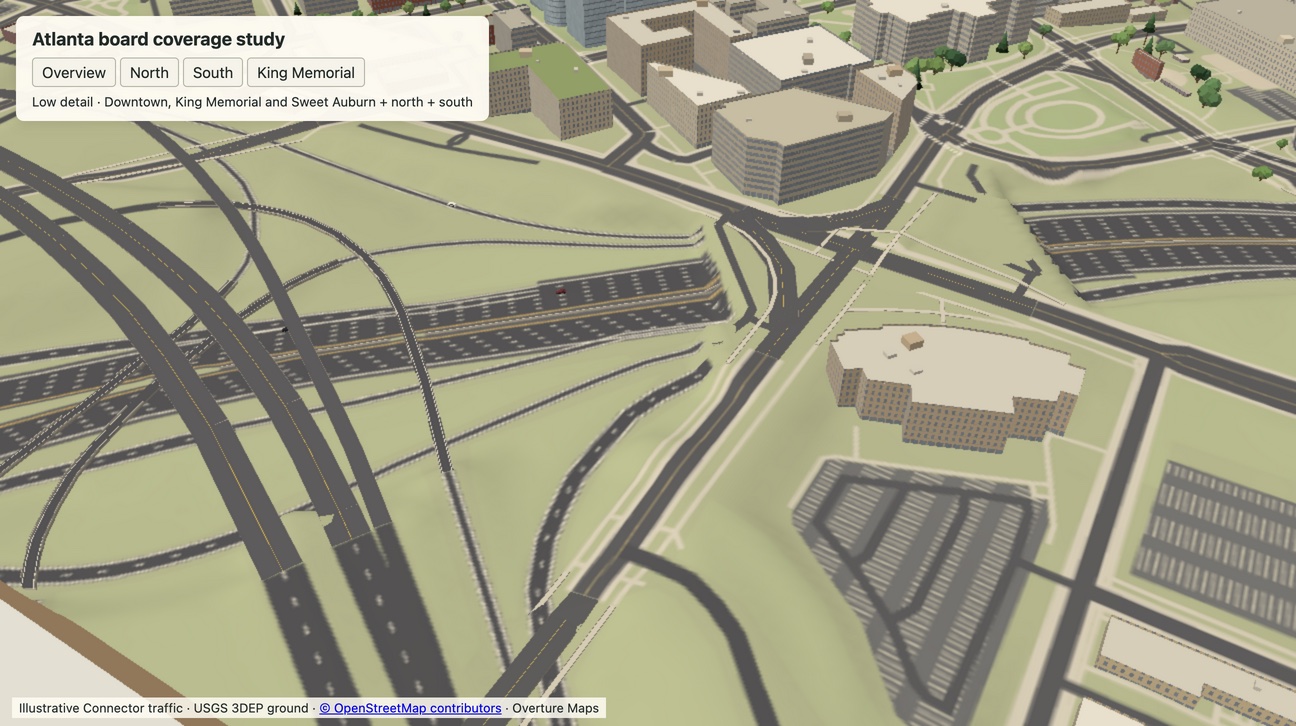 Atlanta board coverage study
Overview North South King Memorial
Low detail · Downtown, King Memorial and Sweet Auburn + north + south
Illustrative Connector traffic · USGS 3DEP ground · © OpenStreetMap contributors · Overture Maps